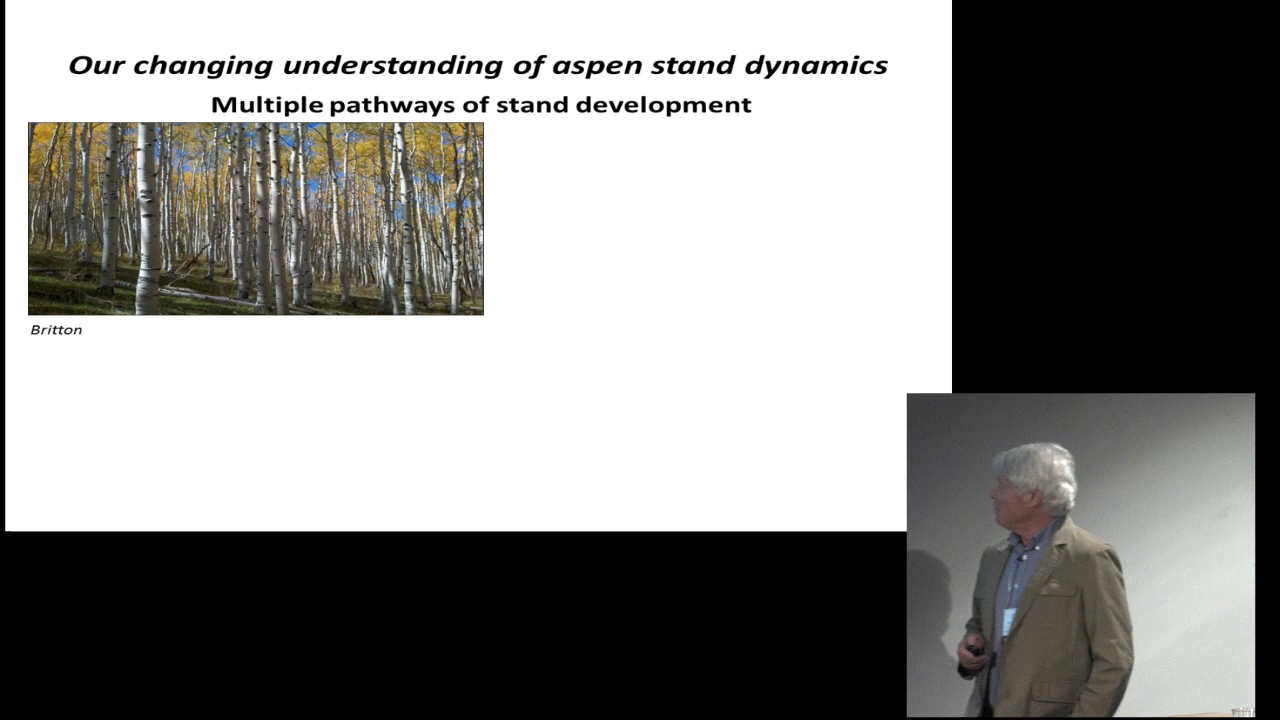 Our changing understanding of aspen stand dynamics
Multiple pathways of stand development
Britton